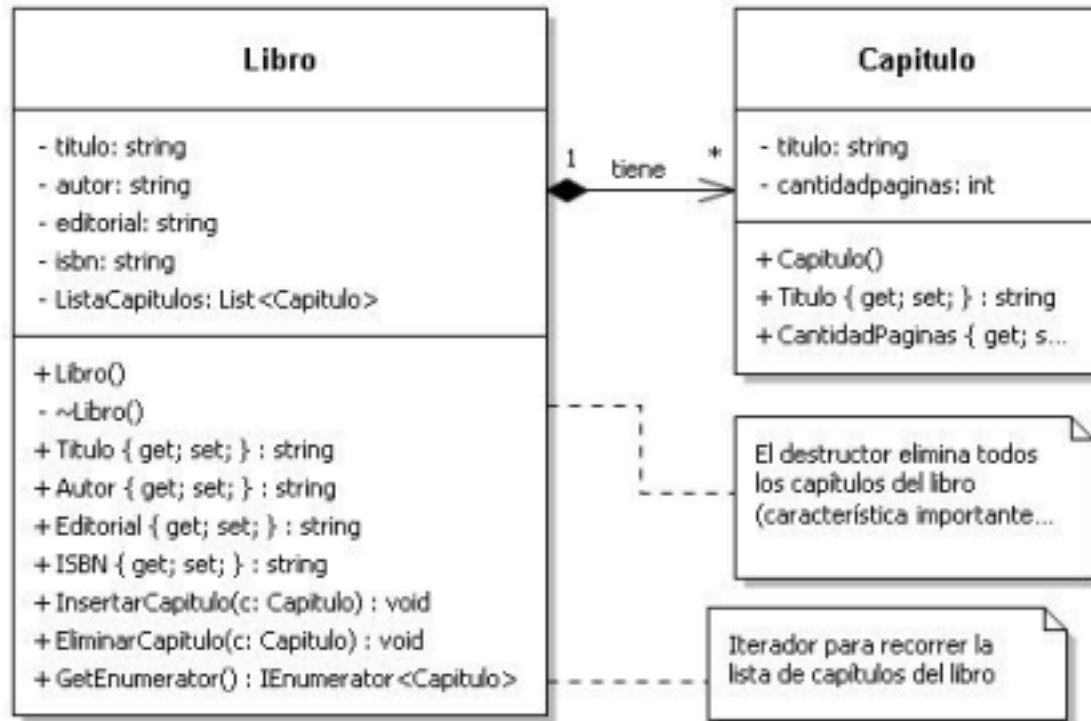 Libro
- titulo: string
- autor: string
- editorial: string
- isbn: string
- ListaCapitulos: List<Capitulo>
+ Libro()
- ~Libro()
+ Titulo { get; set; } : string
+ Autor { get; set; } : string
+ Editorial { get; set; } : string
+ ISBN { get; set; } : string
+ InsertarCapitulo(c: Capitulo) : void
+ EliminarCapitulo(c: Capitulo) : void
+ GetEnumerator() : IEnumerator<Capitulo>
1
tiene
*
Capitulo
- titulo: string
- cantidadpaginas: int
+ Capitulo()
+ Titulo { get; set; } : string
+ CantidadPaginas { get; s...
El destructor elimina todos
los capítulos del libro
(característica importante...
Iterador para recorrer la
lista de capítulos del libro